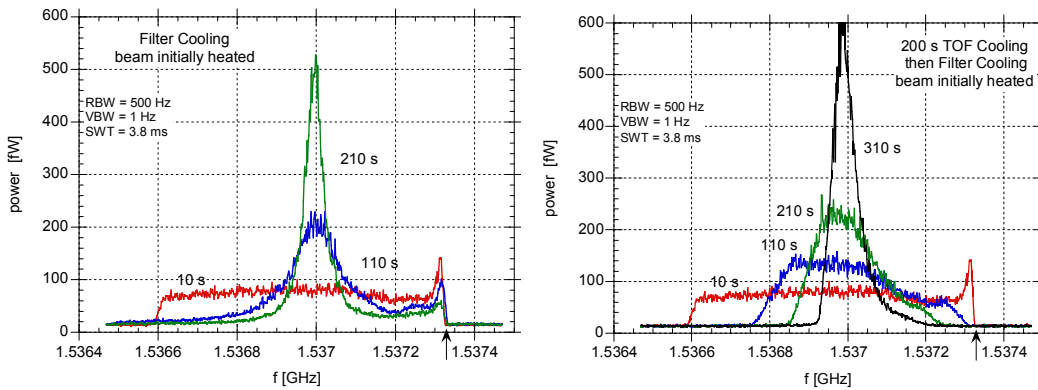 Filter Cooling
beam initially heated
RBW = 500 Hz
VBW = 1 Hz
SWT = 3.8 ms
210 s
110 s
10 s
power [fW]
600
500
400
300
200
100
0
1.5364
1.5366
1.5368
1.537
1.5372
1.5374
f [GHz]
200 s TOF Cooling
then Filter Cooling
beam initially heated
RBW = 500 Hz
VBW = 1 Hz
SWT = 3.8 ms
310 s
210 s
110 s
10 s
power [fW]
600
500
400
300
200
100
0
1.5364
1.5366
1.5368
1.537
1.5372
1.5374
f [GHz]